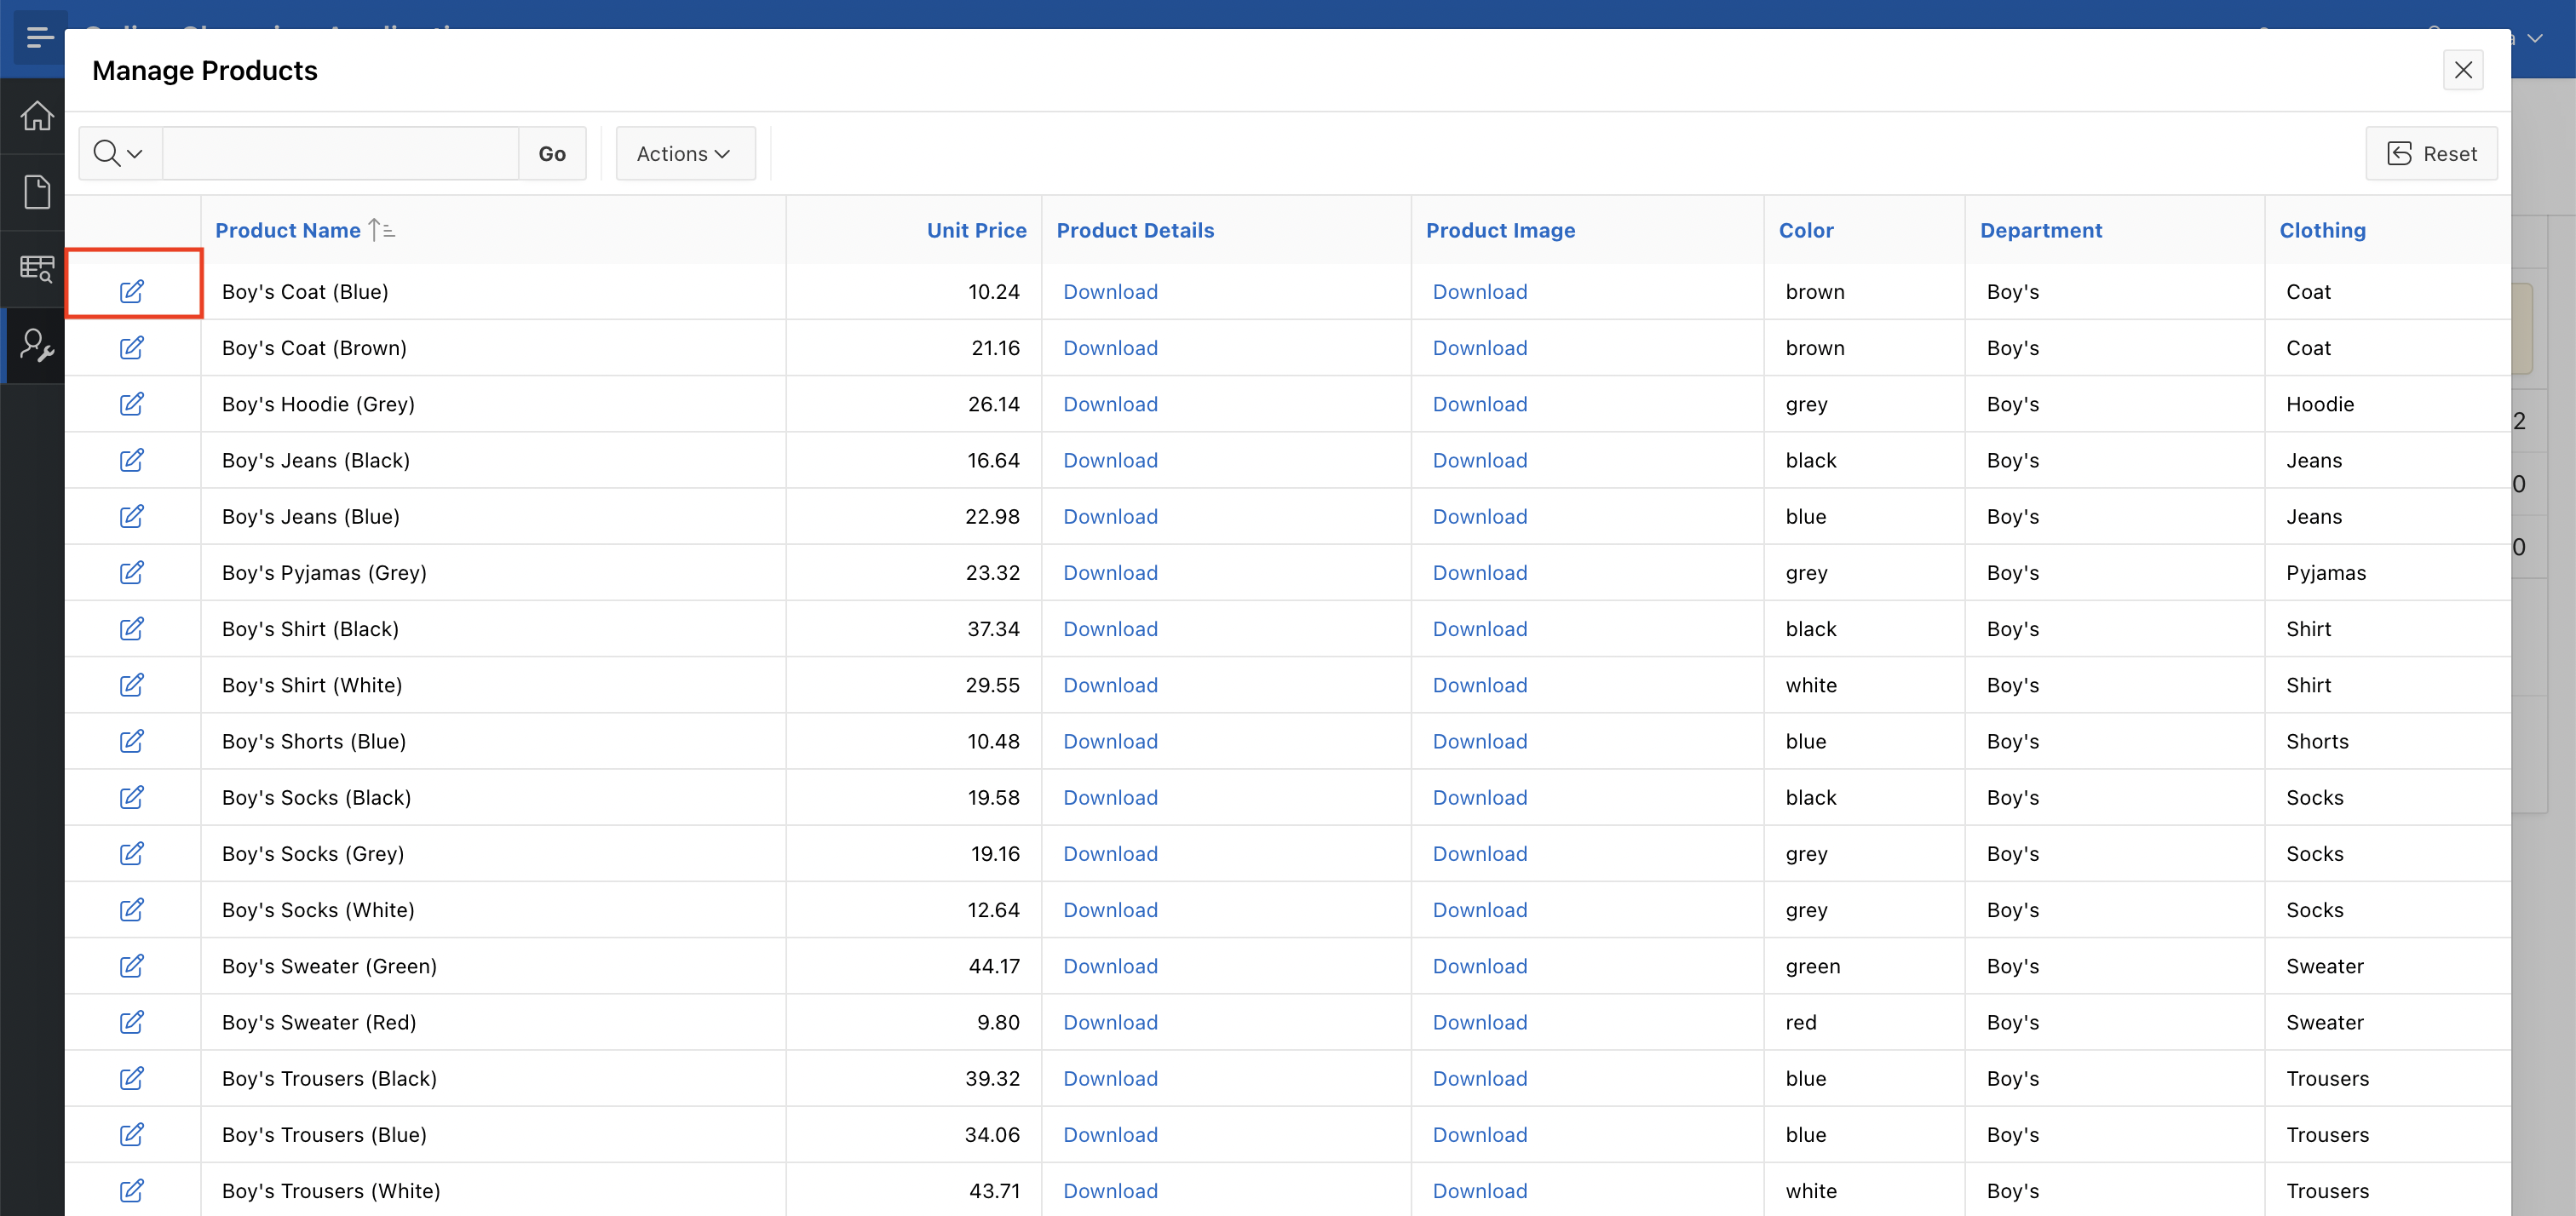 Manage Products
Go Actions Reset
Product Name Unit Price Product Details Product Image Color Department Clothing
Boy's Coat (Blue) 10.24 Download Download brown Boy's Coat
Boy's Coat (Brown) 21.16 Download Download brown Boy's Coat
Boy's Hoodie (Grey) 26.14 Download Download grey Boy's Hoodie
2
Boy's Jeans (Black) 16.64 Download Download black Boy's Jeans
0
Boy's Jeans (Blue) 22.98 Download Download blue Boy's Jeans
0
Boy's Pyjamas (Grey) 23.32 Download Download grey Boy's Pyjamas
Boy's Shirt (Black) 37.34 Download Download black Boy's Shirt
Boy's Shirt (White) 29.55 Download Download white Boy's Shirt
Boy's Shorts (Blue) 10.48 Download Download blue Boy's Shorts
Boy's Socks (Black) 19.58 Download Download black Boy's Socks
Boy's Socks (Grey) 19.16 Download Download grey Boy's Socks
Boy's Socks (White) 12.64 Download Download grey Boy's Socks
Boy's Sweater (Green) 44.17 Download Download green Boy's Sweater
Boy's Sweater (Red) 9.80 Download Download red Boy's Sweater
Boy's Trousers (Black) 39.32 Download Download blue Boy's Trousers
Boy's Trousers (Blue) 34.06 Download Download blue Boy's Trousers
Boy's Trousers (White) 43.71 Download Download white Boy's Trousers